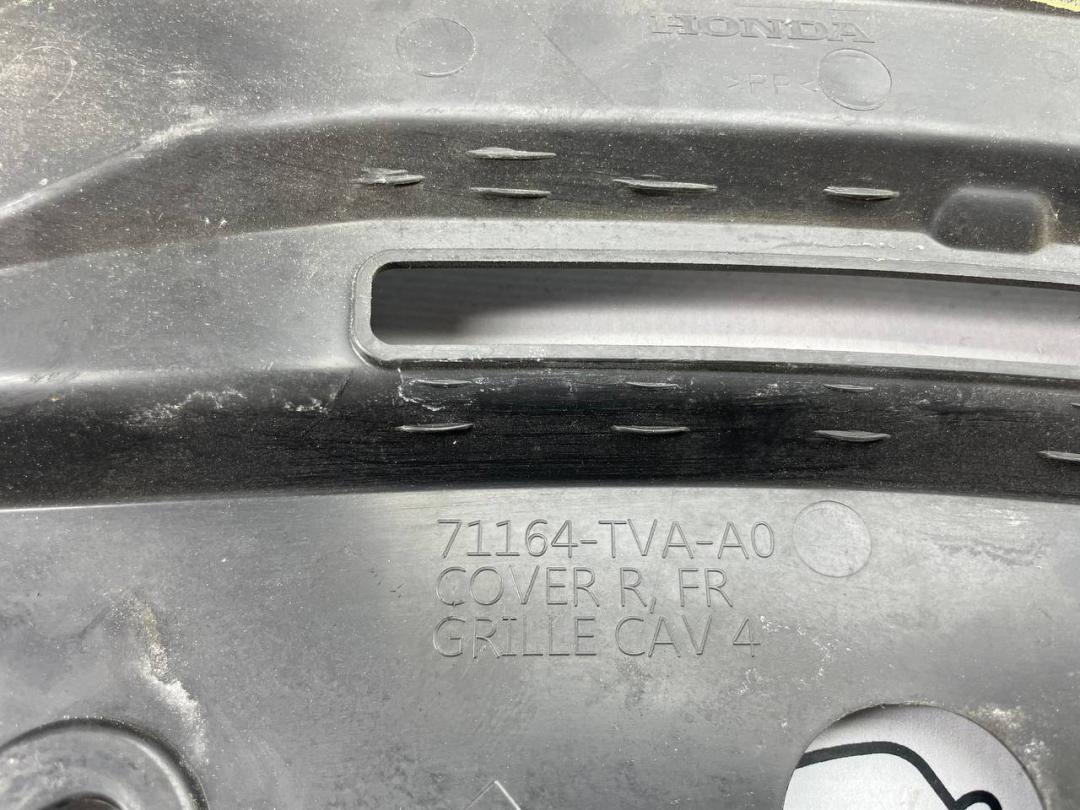 HONDA
>PP<
71164-TVA-A0
COVER R, FR
GRILLE CAV 4